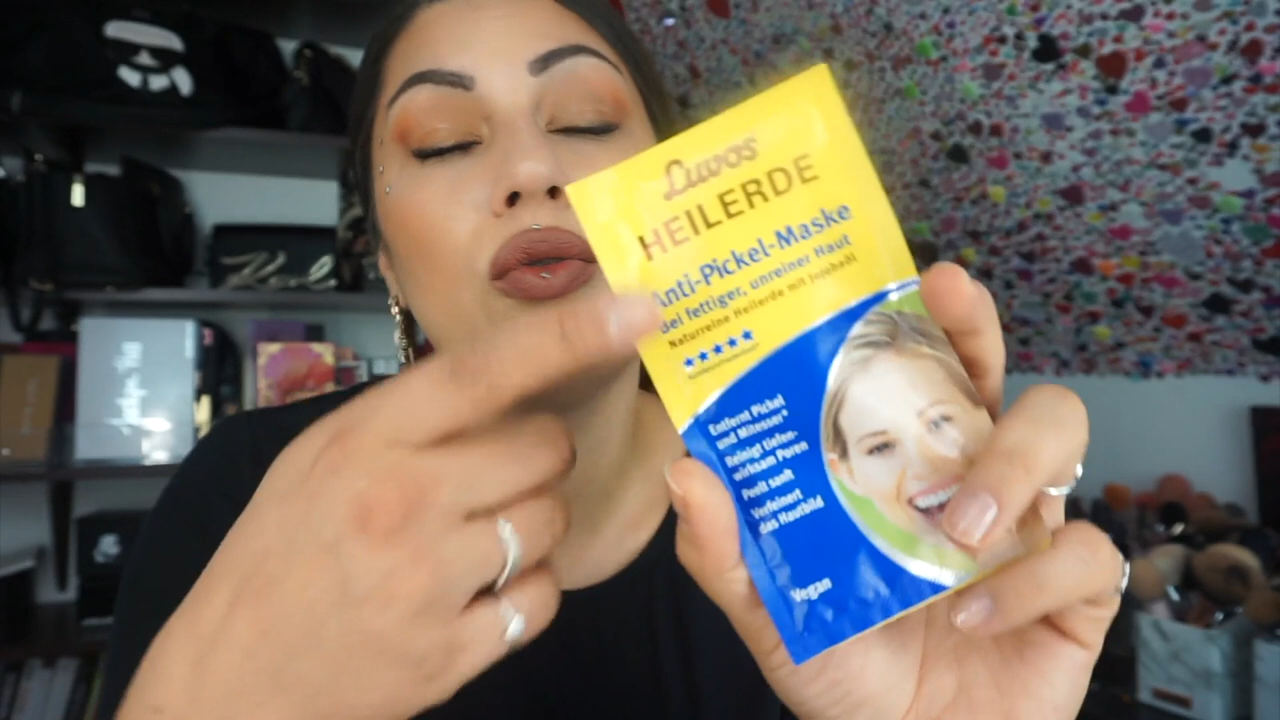 Luvos
HEILERDE
Anti-Pickel-Maske
bei fettiger, unreiner Haut
Naturreine Heilerde mit Jojobaöl
Entfernt Pickel
und Mitesser*
Reinigt tiefen-
wirksam Poren
Peelt sanft
Verfeinert
das Hautbild
Vegan
Karl